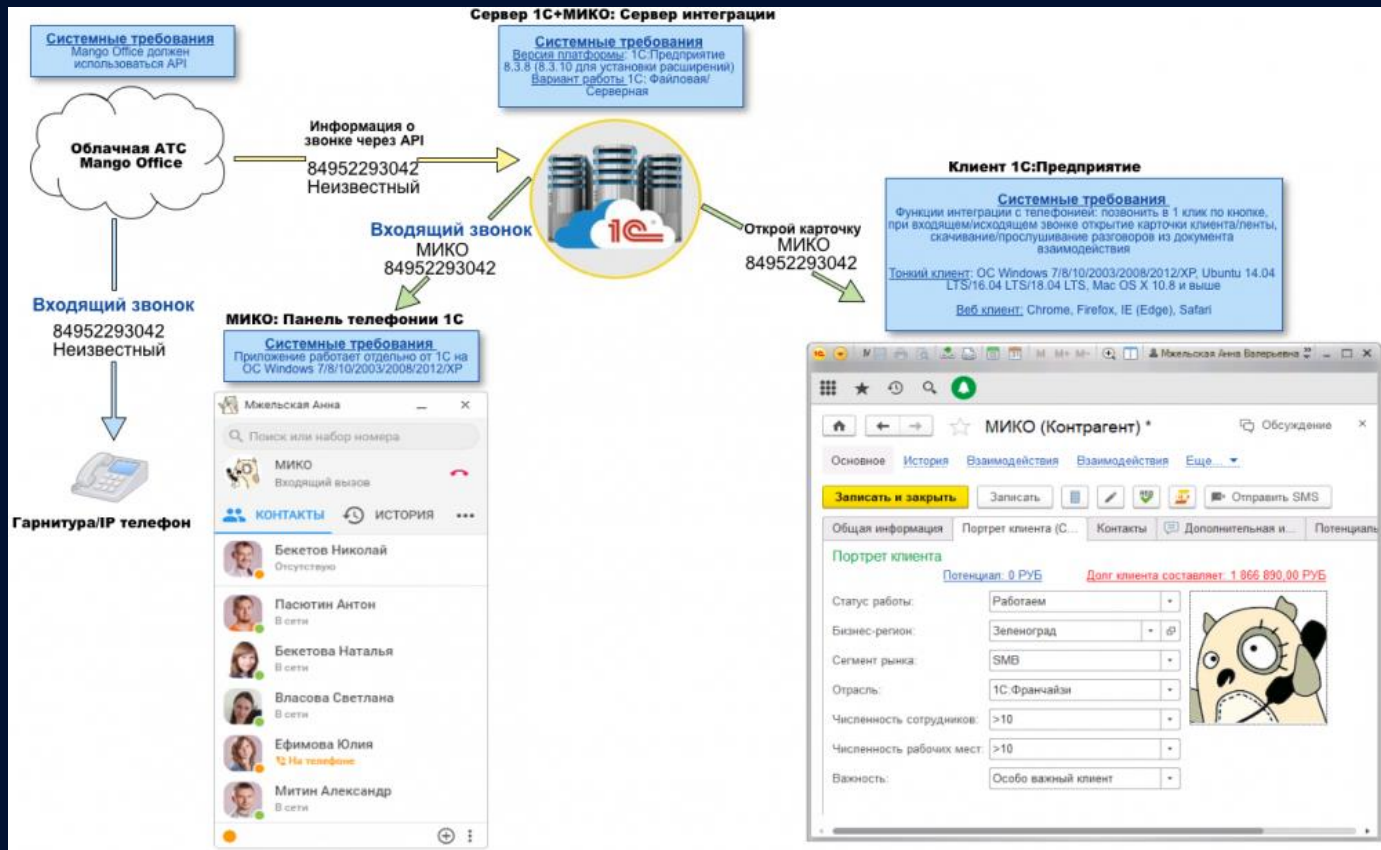 Сервер 1С+МИКО: Сервер интеграции
Системные требования
Mango Office должен
использоваться API
Системные требования
Версия платформы: 1С:Предприятие
8.3.8 (8.3.10 для установки расширений)
Вариант работы 1С: Файловая/
Серверная
Облачная АТС
Mango Office
Информация о
звонке через API
84952293042
Неизвестный
1С
Входящий звонок
МИКО
84952293042
Открой карточку
МИКО
84952293042
Клиент 1С:Предприятие
Системные требования
Функции интеграции с телефонией: позвонить в 1 клик по кнопке,
при входящем/исходящем звонке открытие карточки клиента/ленты,
скачивание/прослушивание разговоров из документа
взаимодействия
Тонкий клиент: ОС Windows 7/8/10/2003/2008/2012/XP, Ubuntu 14.04
LTS/16.04 LTS/18.04 LTS, Mac OS X 10.8 и выше
Веб клиент: Chrome, Firefox, IE (Edge), Safari
Входящий звонок
84952293042
Неизвестный
Гарнитура/IP телефон
МИКО: Панель телефонии 1С
Системные требования
Приложение работает отдельно от 1С на
ОС Windows 7/8/10/2003/2008/2012/XP
Мжельская Анна
Поиск или набор номера
МИКО
Входящий вызов
КОНТАКТЫ
ИСТОРИЯ
Бекетов Николай
Отсутствую
Пасютин Антон
В сети
Бекетова Наталья
В сети
Власова Светлана
В сети
Ефимова Юлия
На телефоне
Митин Александр
В сети
M M+ M- Мжельская Анна Валерьевна
МИКО (Контрагент) *
Обсуждение
Основное История Взаимодействия Взаимодействия Еще...
Записать и закрыть Записать Отправить SMS
Общая информация Портрет клиента (С... Контакты Дополнительная и... Потенциаль
Портрет клиента
Потенциал: 0 РУБ Долг клиента составляет: 1 866 890,00 РУБ
Статус работы: Работаем
Бизнес-регион: Зеленоград
Сегмент рынка: SMB
Отрасль: 1С:Франчайзи
Численность сотрудников: >10
Численность рабочих мест: >10
Важность: Особо важный клиент